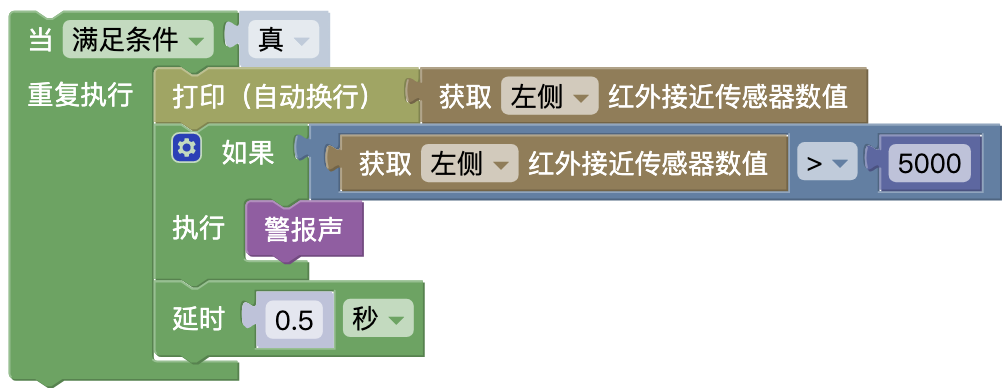 当 满足条件 真
重复执行 打印（自动换行） 获取 左侧 红外接近传感器数值
如果 获取 左侧 红外接近传感器数值 > 5000
执行 警报声
延时 0.5 秒